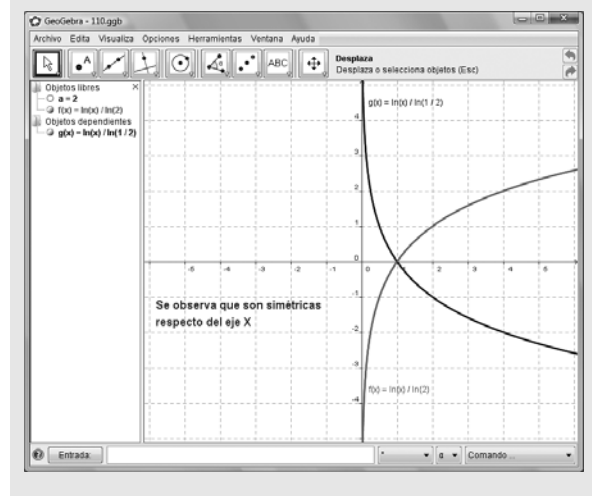 GeoGebra - 110.ggb
Archivo Edita Visualiza Opciones Herramientas Ventana Ayuda
A
ABC
Desplaza
Desplaza o selecciona objetos (Esc)
Objetos libres
a = 2
f(x) = ln(x) / ln(2)
Objetos dependientes
g(x) = ln(x) / ln(1 / 2)
g(x) = ln(x) / ln(1 / 2)
4
3
2
1
0
-5 -4 -3 -2 -1 0 2 3 4 5
-1
-2
-3
-4
Se observa que son simétricas
respecto del eje X
f(x) = ln(x) / ln(2)
Entrada:
α
Comando ...